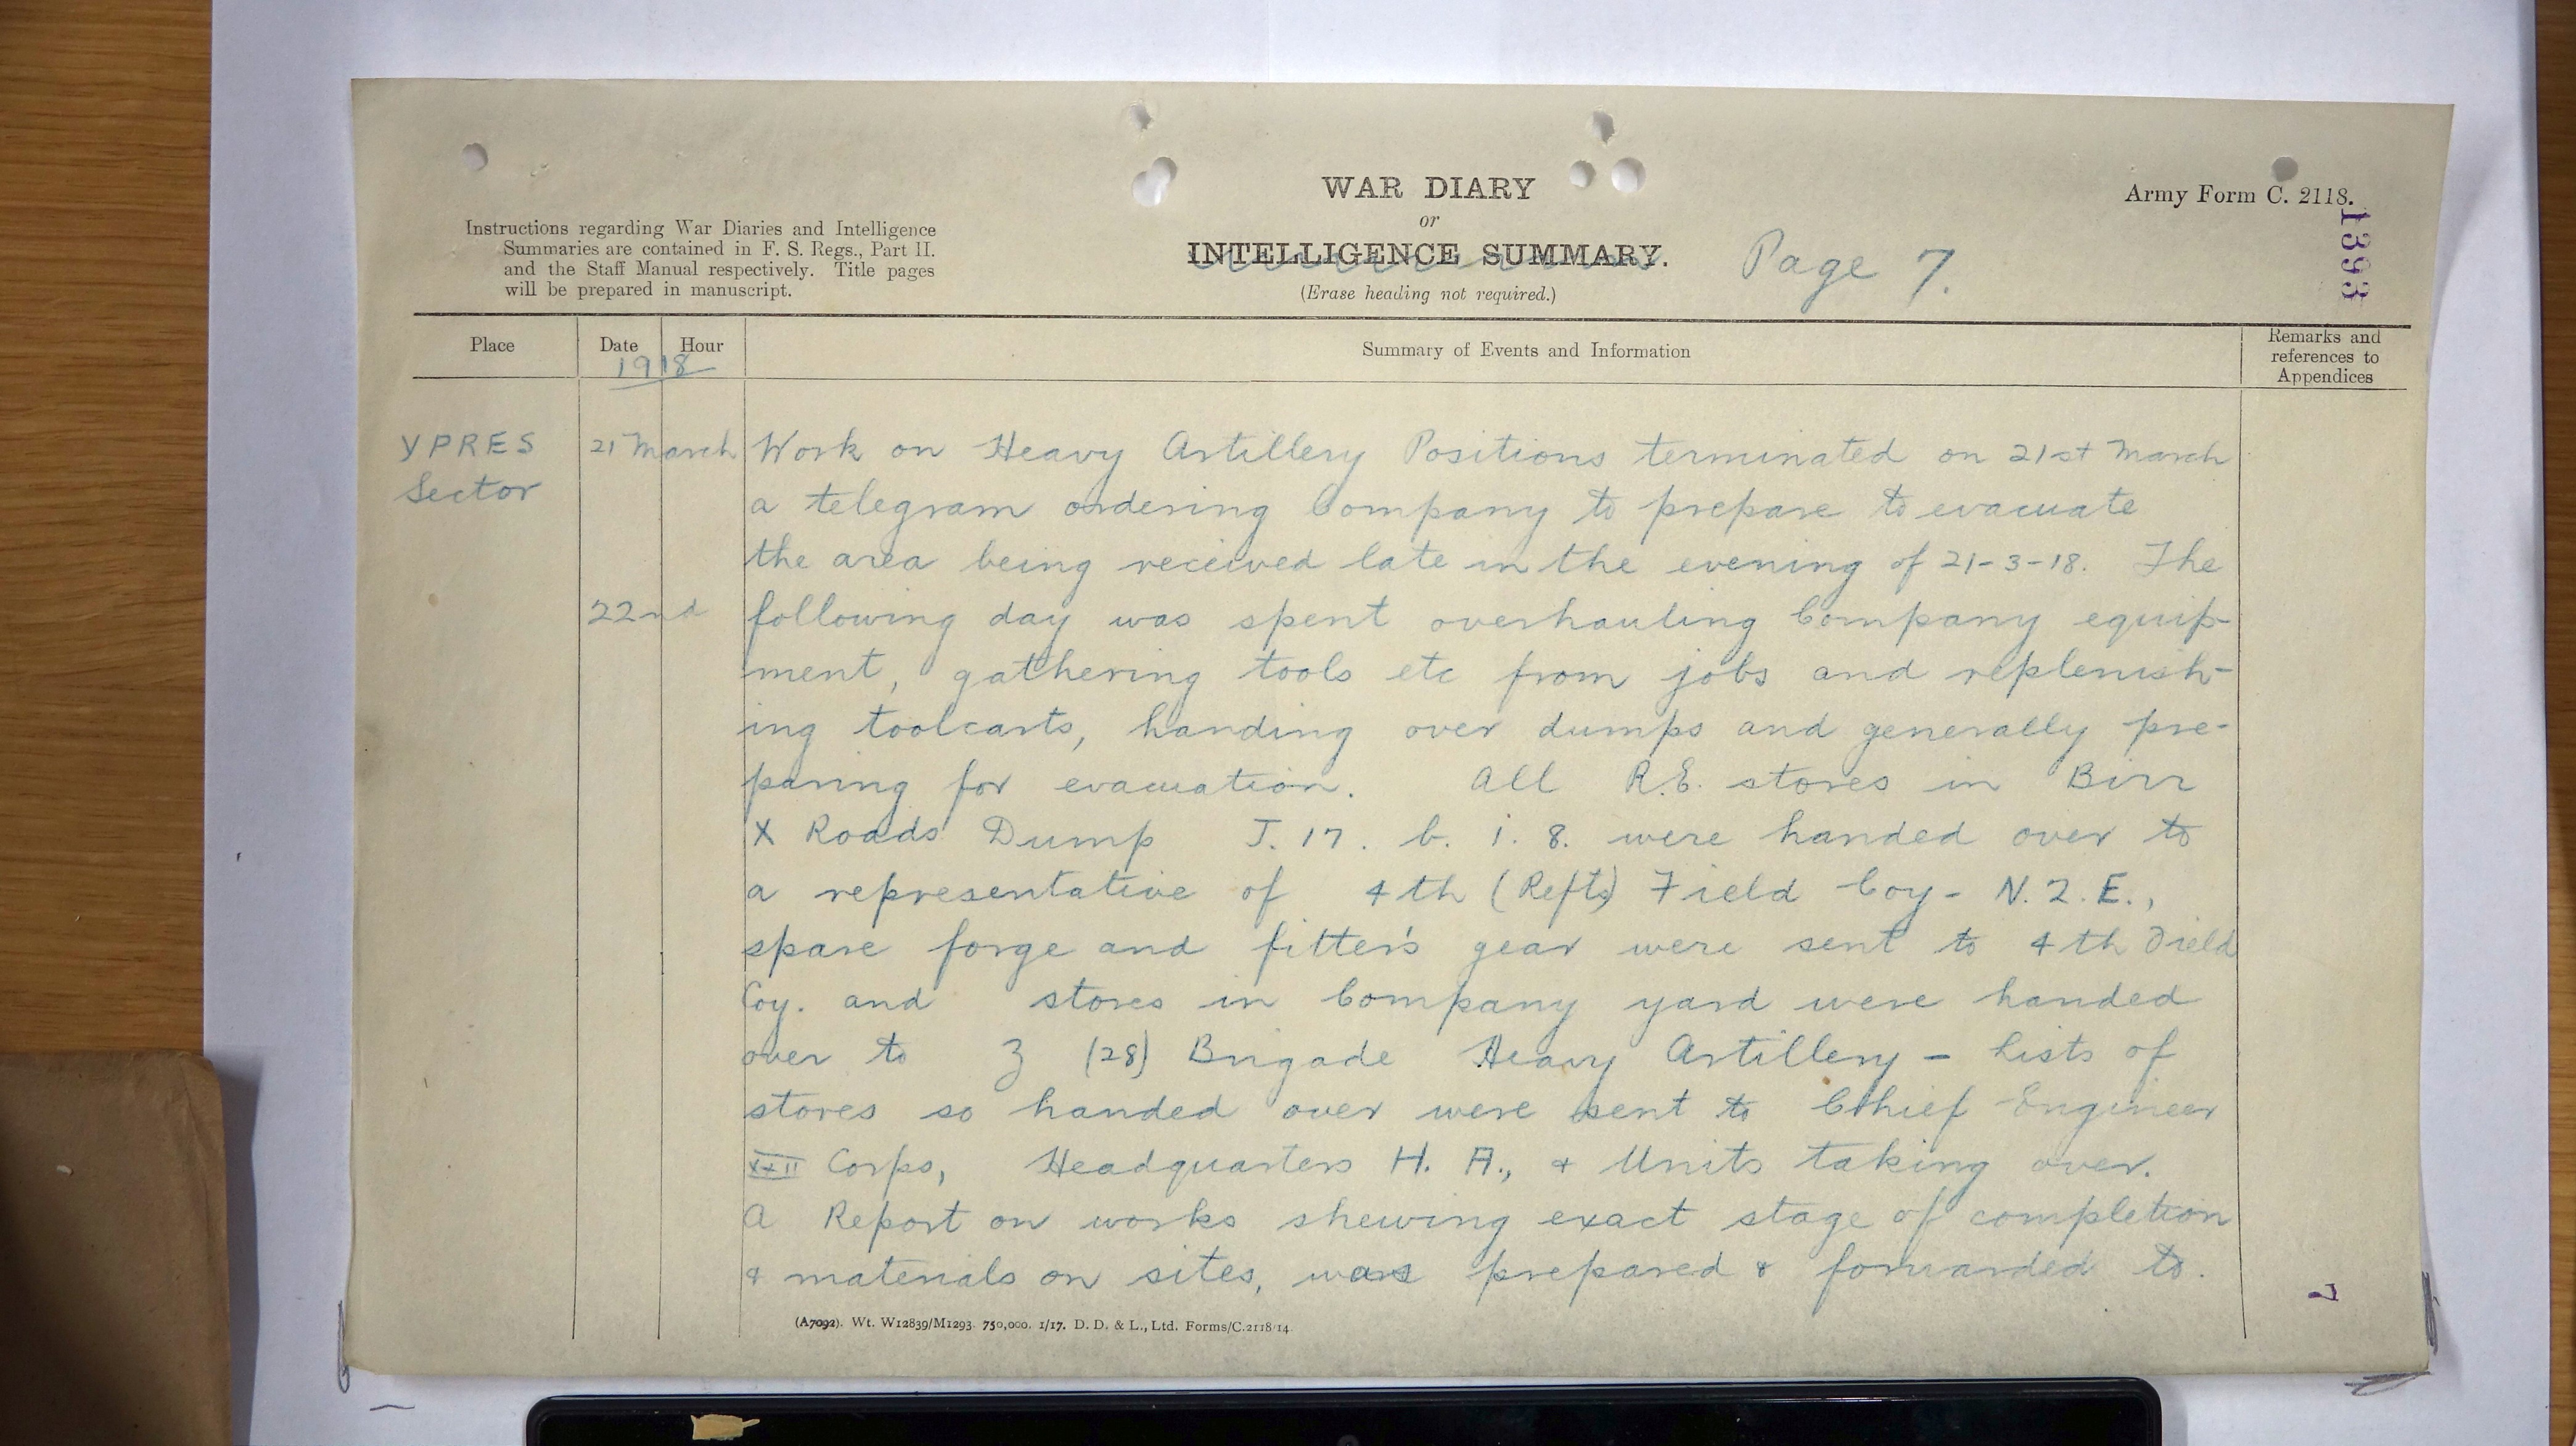 WAR DIARY
or
INTELLIGENCE SUMMARY.
(Erase heading not required.)
Page 7.
Army Form C. 2118.
1393
Instructions regarding War Diaries and Intelligence
Summaries are contained in F. S. Regs., Part II.
and the Staff Manual respectively. Title pages
will be prepared in manuscript.
Place
Date
Hour
1918
Summary of Events and Information
Remarks and
references to
Appendices
YPRES
Sector
21 March
Work on Heavy Artillery Positions terminated on 21st March
a telegram ordering Company to prepare to evacuate
the area being received late in the evening of 21-3-18. The
22nd
following day was spent overhauling Company equip-
ment, gathering tools etc from jobs and replenish-
ing toolcarts, handing over dumps and generally pre-
paring for evacuation. All R.E. stores in Birr
X Roads Dump J. 17. b. 1. 8. were handed over to
a representative of 4th (Refts) Field Coy - N.Z.E.,
spare forge and fitter's gear were sent to 4th Field
Coy. and stores in Company yard were handed
over to 3 (28) Brigade Heavy Artillery - Lists of
stores so handed over were sent to Chief Engineer
XXII Corps, Headquarters H. A., & Units taking over.
A Report on works shewing exact stage of completion
& materials on sites, was prepared & forwarded to.
7
(A7092). Wt. W12839/M1293. 750,000. 1/17. D. D. & L., Ltd. Forms/C.2118/14.